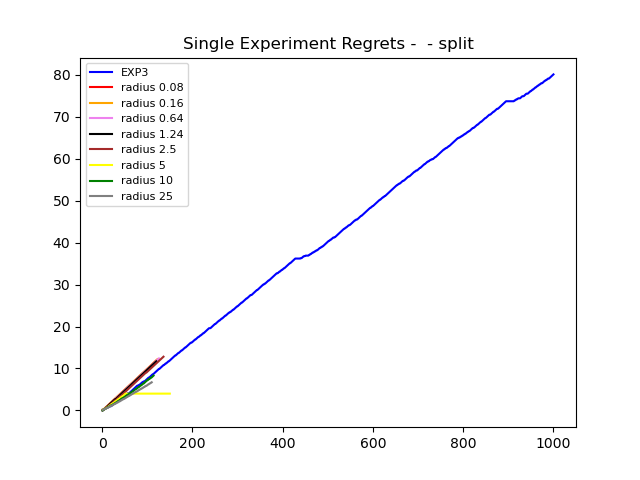 Single Experiment Regrets -  - split
EXP3
radius 0.08
radius 0.16
radius 0.64
radius 1.24
radius 2.5
radius 5
radius 10
radius 25
80
70
60
50
40
30
20
10
0
0 200 400 600 800 1000